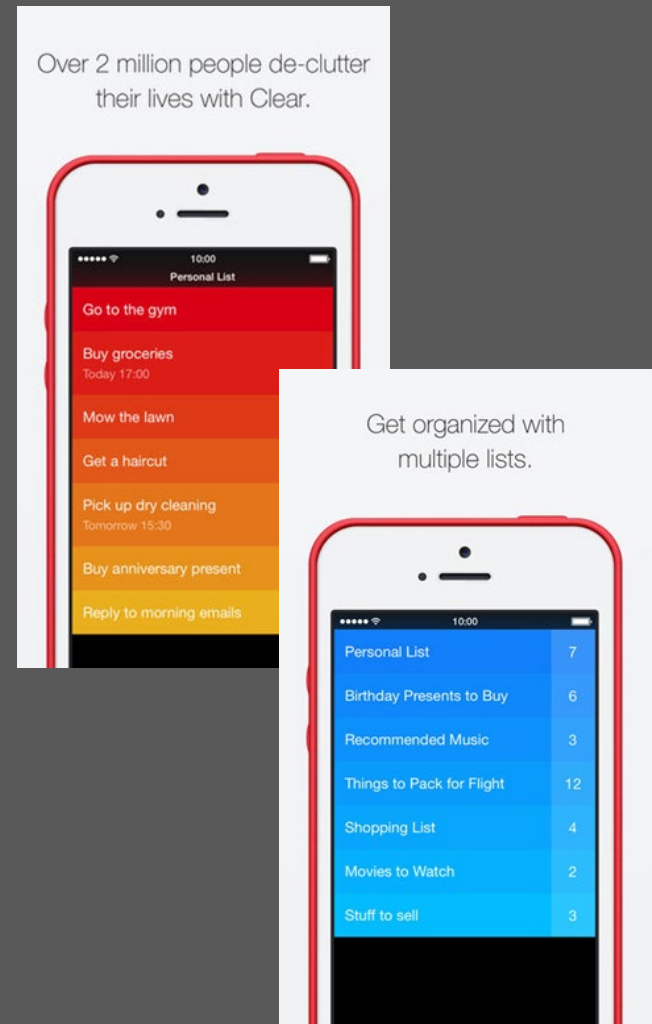 Over 2 million people de-clutter
their lives with Clear.
10:00
Personal List
Go to the gym
Buy groceries
Today 17:00
Mow the lawn
Get a haircut
Pick up dry cleaning
Tomorrow 15:30
Buy anniversary present
Reply to morning emails
Get organized with
multiple lists.
10:00
Personal List 7
Birthday Presents to Buy 6
Recommended Music 3
Things to Pack for Flight 12
Shopping List 4
Movies to Watch 2
Stuff to sell 3